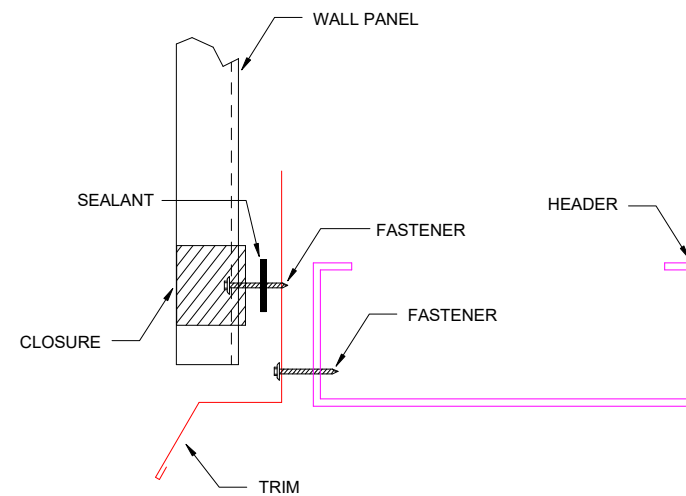 WALL PANEL
SEALANT
HEADER
FASTENER
FASTENER
CLOSURE
TRIM